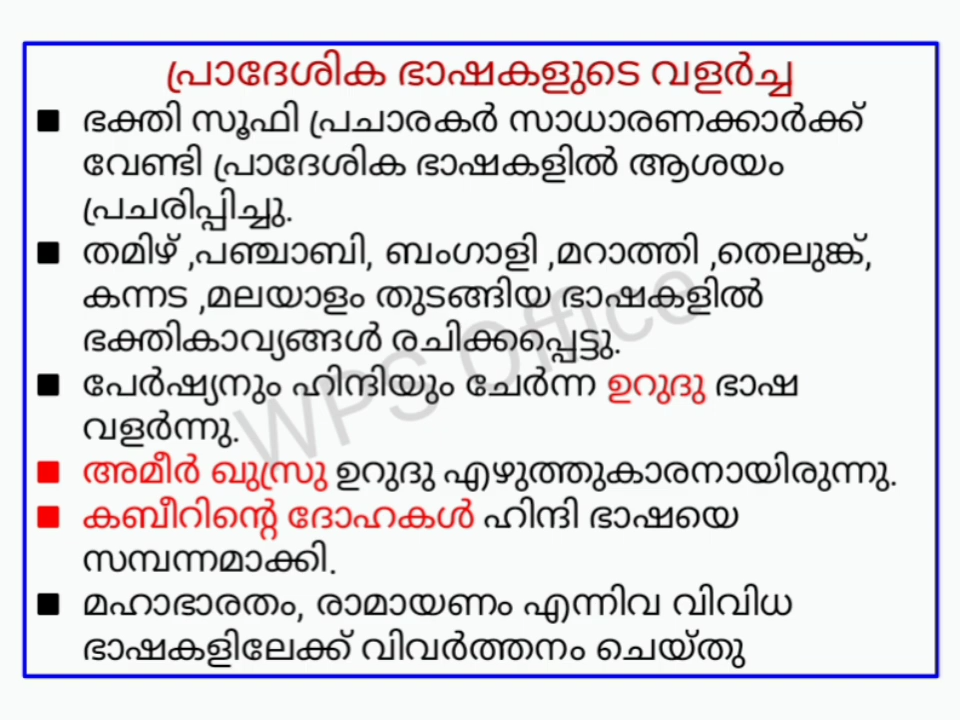 പ്രാദേശിക ഭാഷകളുടെ വളർച്ച
■ ഭക്തി സൂഫി പ്രചാരകർ സാധാരണക്കാർക്ക്
വേണ്ടി പ്രാദേശിക ഭാഷകളിൽ ആശയം
പ്രചരിപ്പിച്ചു.
■ തമിഴ് ,പഞ്ചാബി, ബംഗാളി ,മറാത്തി ,തെലുങ്ക്,
കന്നട ,മലയാളം തുടങ്ങിയ ഭാഷകളിൽ
ഭക്തികാവ്യങ്ങൾ രചിക്കപ്പെട്ടു.
■ പേർഷ്യനും ഹിന്ദിയും ചേർന്ന ഉറുദു ഭാഷ
വളർന്നു.
■ അമീർ ഖുസ്രു ഉറുദു എഴുത്തുകാരനായിരുന്നു.
■ കബീറിന്റെ ദോഹകൾ ഹിന്ദി ഭാഷയെ
സമ്പന്നമാക്കി.
■ മഹാഭാരതം, രാമായണം എന്നിവ വിവിധ
ഭാഷകളിലേക്ക് വിവർത്തനം ചെയ്തു
WPS Office